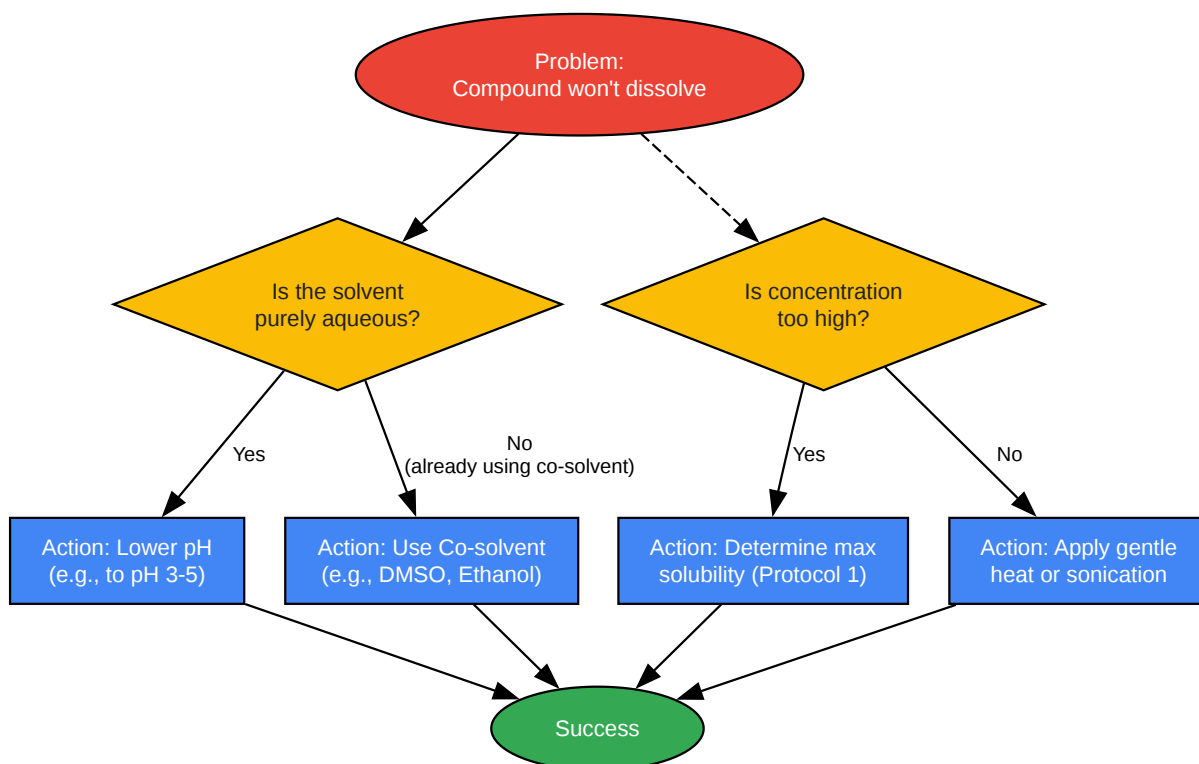 Problem:
Compound won't dissolve
Is the solvent
purely aqueous?
Is concentration
too high?
Yes
No
(already using co-solvent)
Yes
No
Action: Lower pH
(e.g., to pH 3-5)
Action: Use Co-solvent
(e.g., DMSO, Ethanol)
Action: Determine max
solubility (Protocol 1)
Action: Apply gentle
heat or sonication
Success